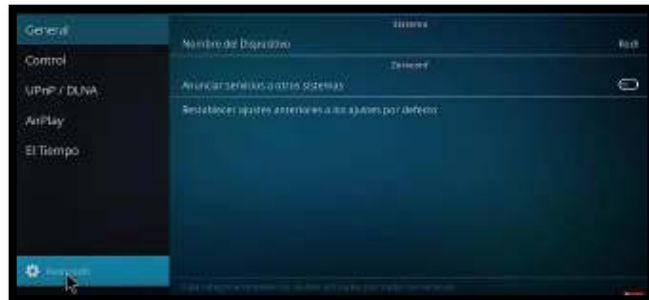 General
Control
UPnP / DLNA
AirPlay
El Tiempo
Sistema
Nombre del Dispositivo Kodi
Zeroconf
Anunciar servicios a otros sistemas
Restablecer ajustes anteriores a los ajustes por defecto